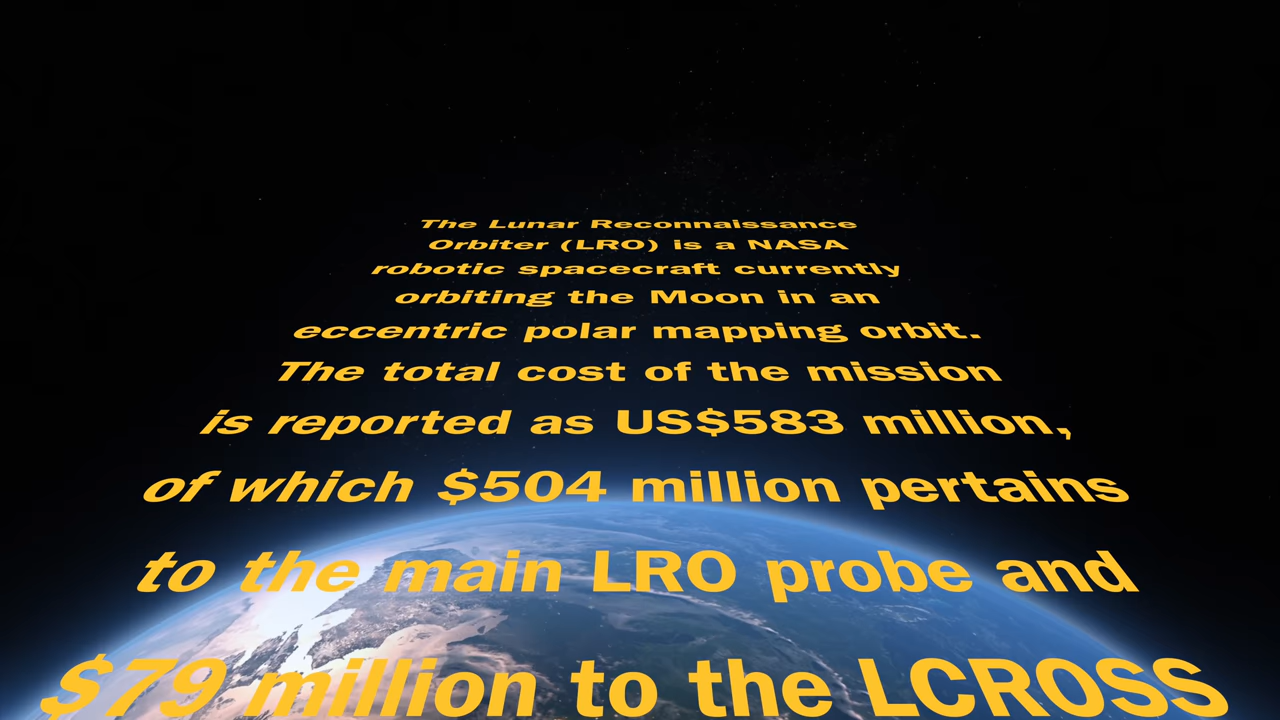 The Lunar Reconnaissance
Orbiter (LRO) is a NASA
robotic spacecraft currently
orbiting the Moon in an
eccentric polar mapping orbit.
The total cost of the mission
is reported as US$583 million,
of which $504 million pertains
to the main LRO probe and
$79 million to the LCROSS